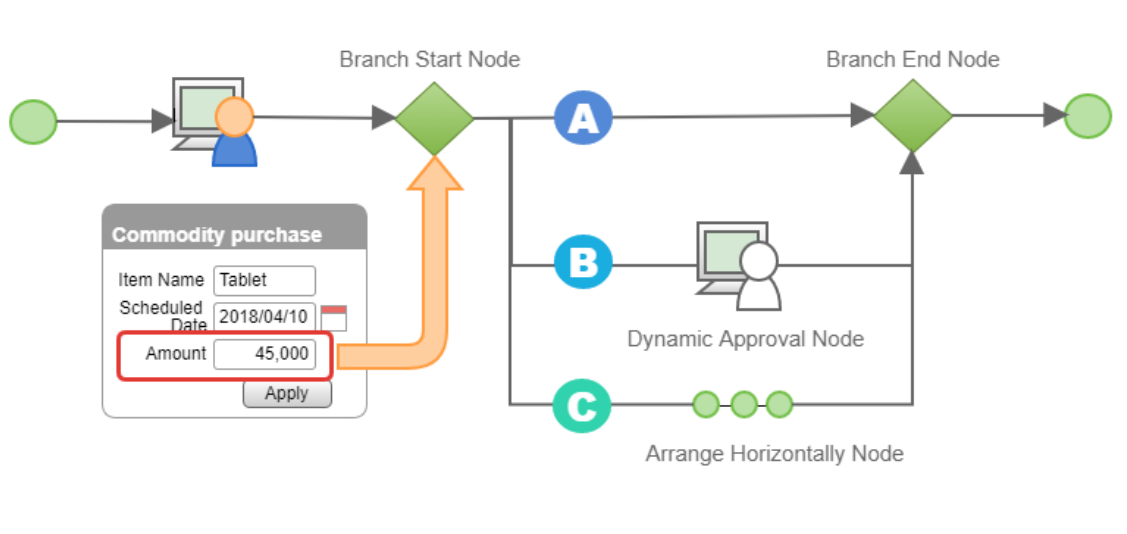 Branch Start Node
Branch End Node
A
Commodity purchase
Item Name Tablet
Scheduled
Date 2018/04/10
Amount 45,000
Apply
B
Dynamic Approval Node
C
Arrange Horizontally Node